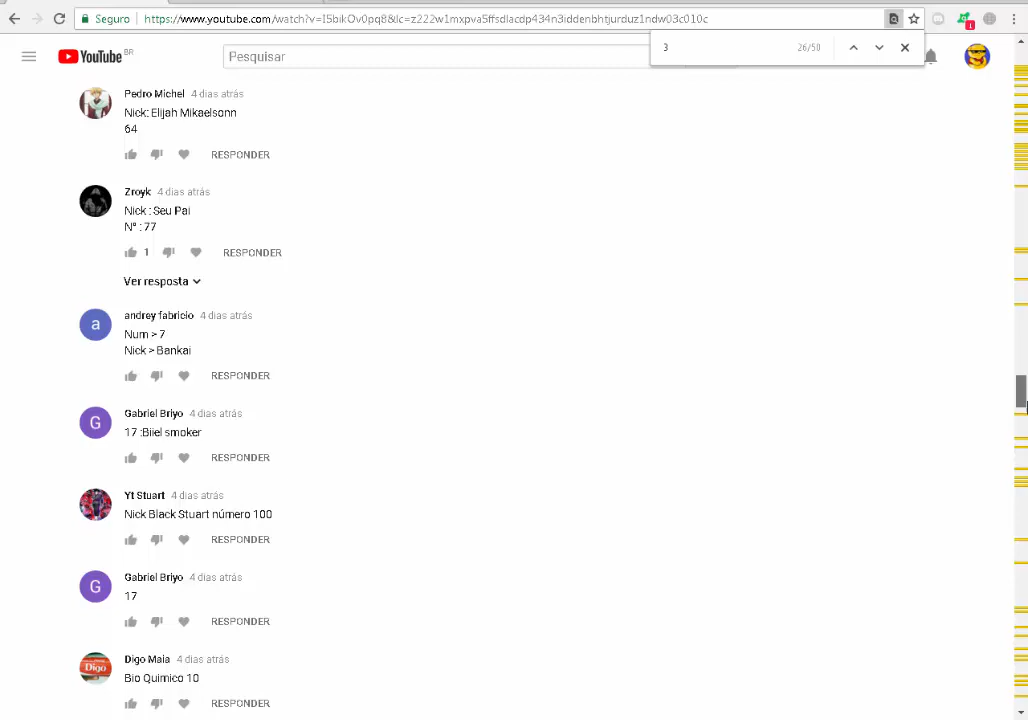 Seguro
https://www.youtube.com/watch?v=I5bikOv0pq8&lc=z222w1mxpva5ffsdlacdp434n3iddenbhtjurduz1ndw03c010c
1
3
26/50
YouTube BR
Pesquisar
Pedro Michel 4 dias atrás
Nick: Elijah Mikaelsonn
64
RESPONDER
Zroyk 4 dias atrás
Nick : Seu Pai
N° : 77
1 RESPONDER
Ver resposta
a
andrey fabricio 4 dias atrás
Num > 7
Nick > Bankai
RESPONDER
G
Gabriel Briyo 4 dias atrás
17 :Biiel smoker
RESPONDER
Yt Stuart 4 dias atrás
Nick Black Stuart número 100
RESPONDER
G
Gabriel Briyo 4 dias atrás
17
RESPONDER
Digo
Digo Maia 4 dias atrás
Bio Quimico 10
RESPONDER